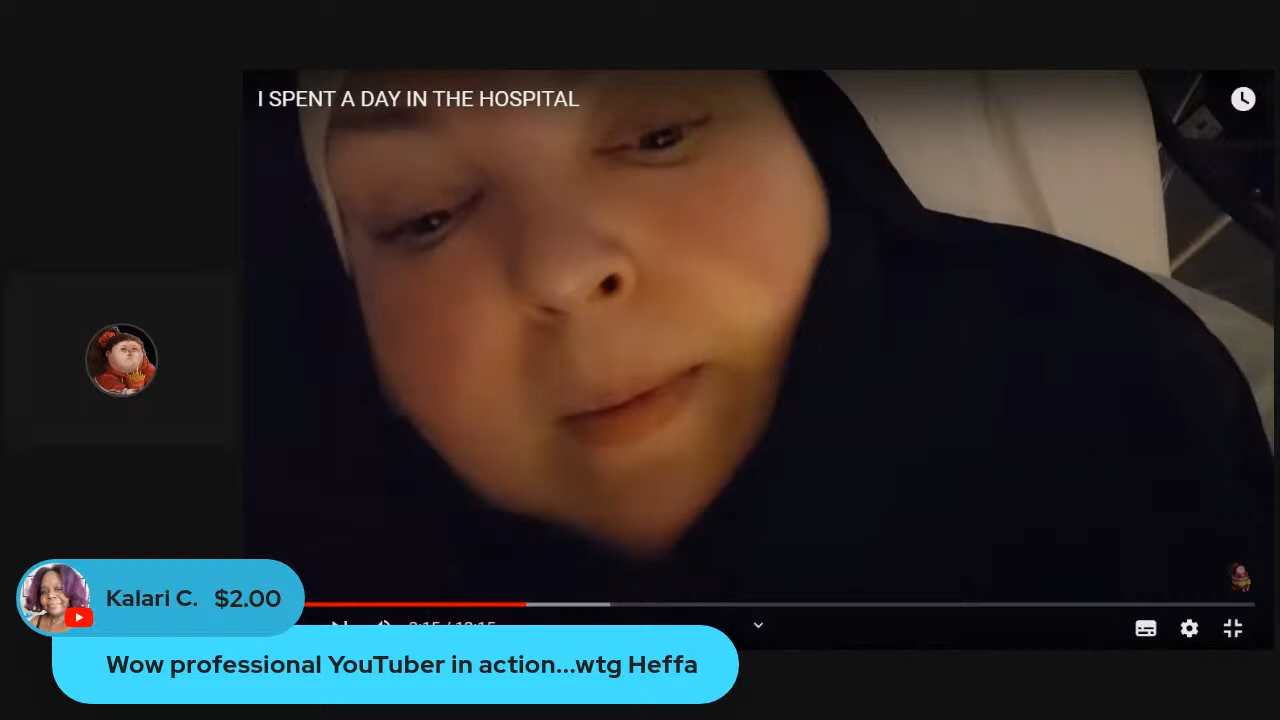 I SPENT A DAY IN THE HOSPITAL
Kalari C. $2.00
Wow professional YouTuber in action...wtg Heffa